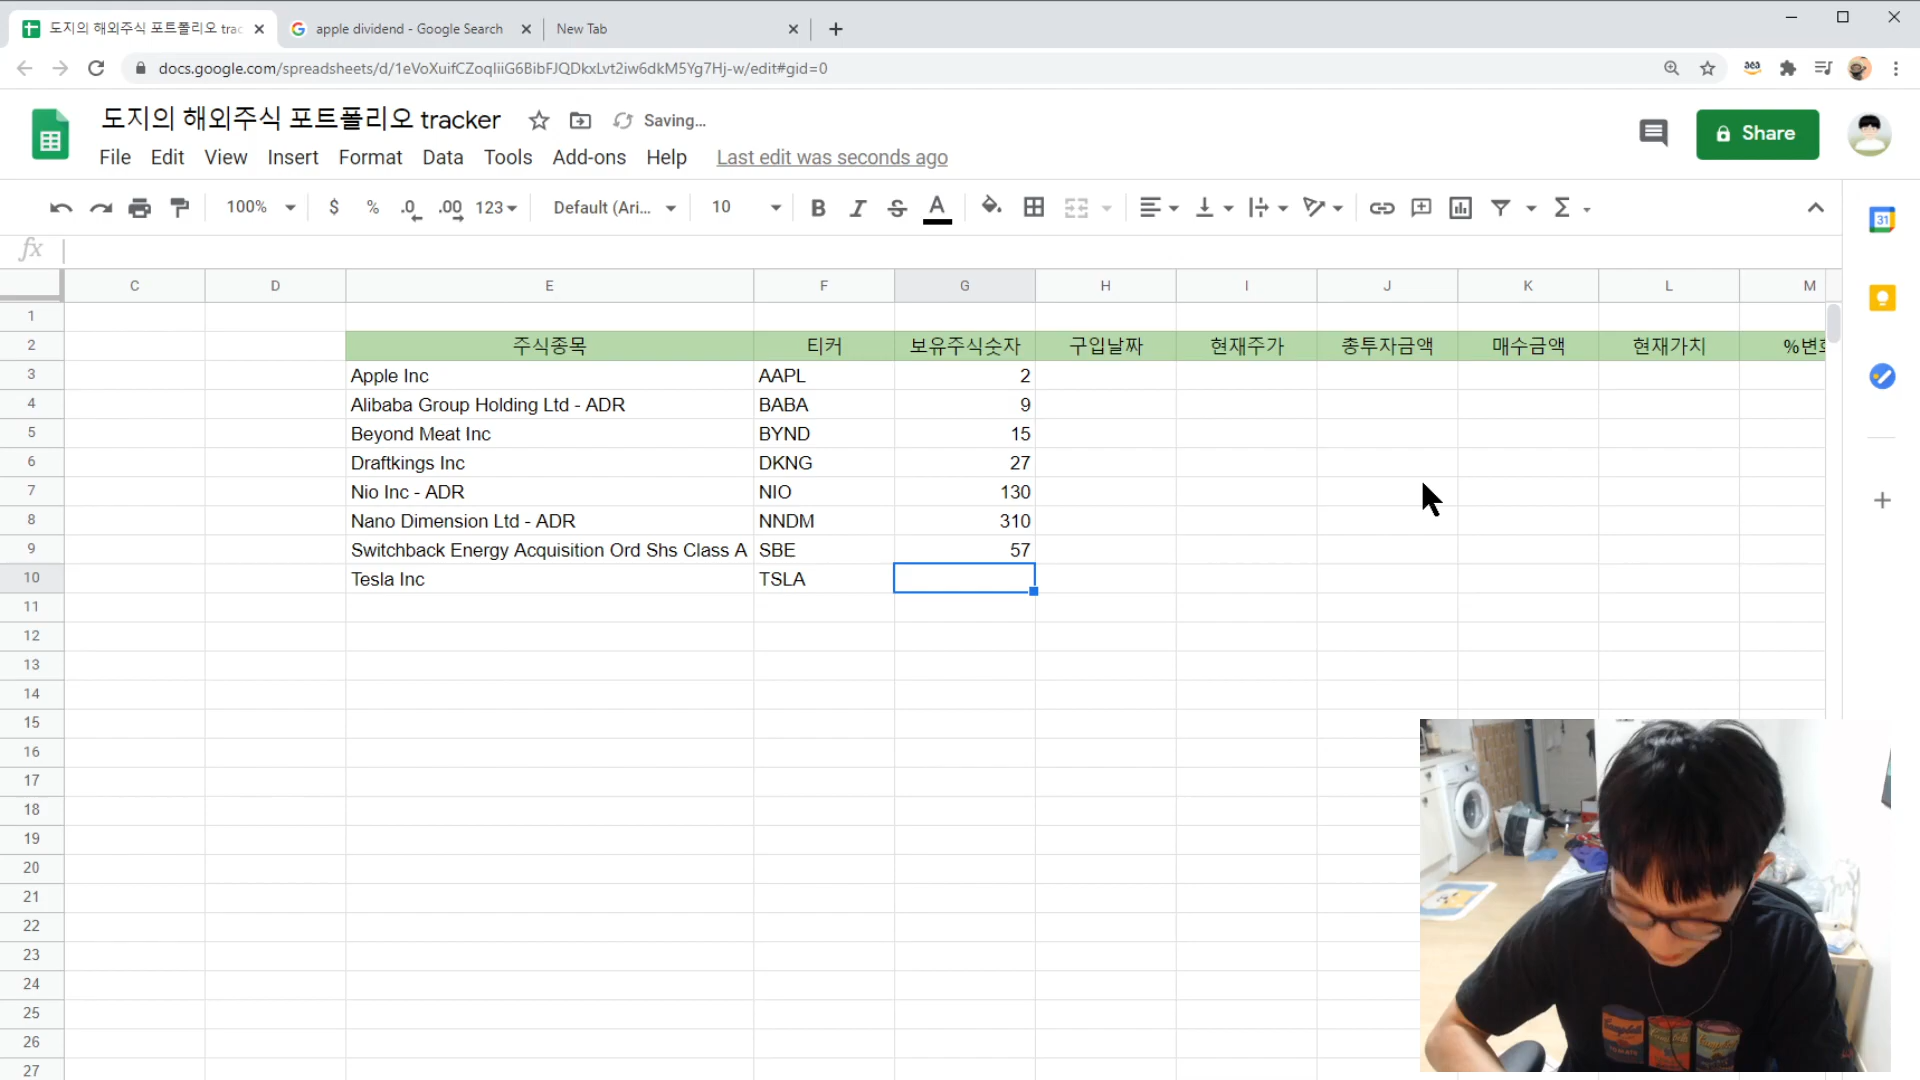 도지의 해외주식 포트폴리오 trac
apple dividend - Google Search
New Tab
docs.google.com/spreadsheets/d/1eVoXuifCZoqIiiG6BibFJQDkxLvt2iw6dkM5Yg7Hj-w/edit#gid=0
도지의 해외주식 포트폴리오 tracker
Saving...
Share
File Edit View Insert Format Data Tools Add-ons Help Last edit was seconds ago
100% $ % .0 .00 123 Default (Ari... 10 B I S A Σ
31
fx
C D E F G H I J K L M
1
2 주식종목 티커 보유주식숫자 구입날짜 현재주가 총투자금액 매수금액 현재가치
3 Apple Inc AAPL 2
4 Alibaba Group Holding Ltd - ADR BABA 9
5 Beyond Meat Inc BYND 15
6 Draftkings Inc DKNG 27
7 Nio Inc - ADR NIO 130
8 Nano Dimension Ltd - ADR NNDM 310
9 Switchback Energy Acquisition Ord Shs Class A SBE 57
10 Tesla Inc TSLA
11
12
13
14
15
16
17
18
19
20
21
22
23
24
25
26
27
Campbell's